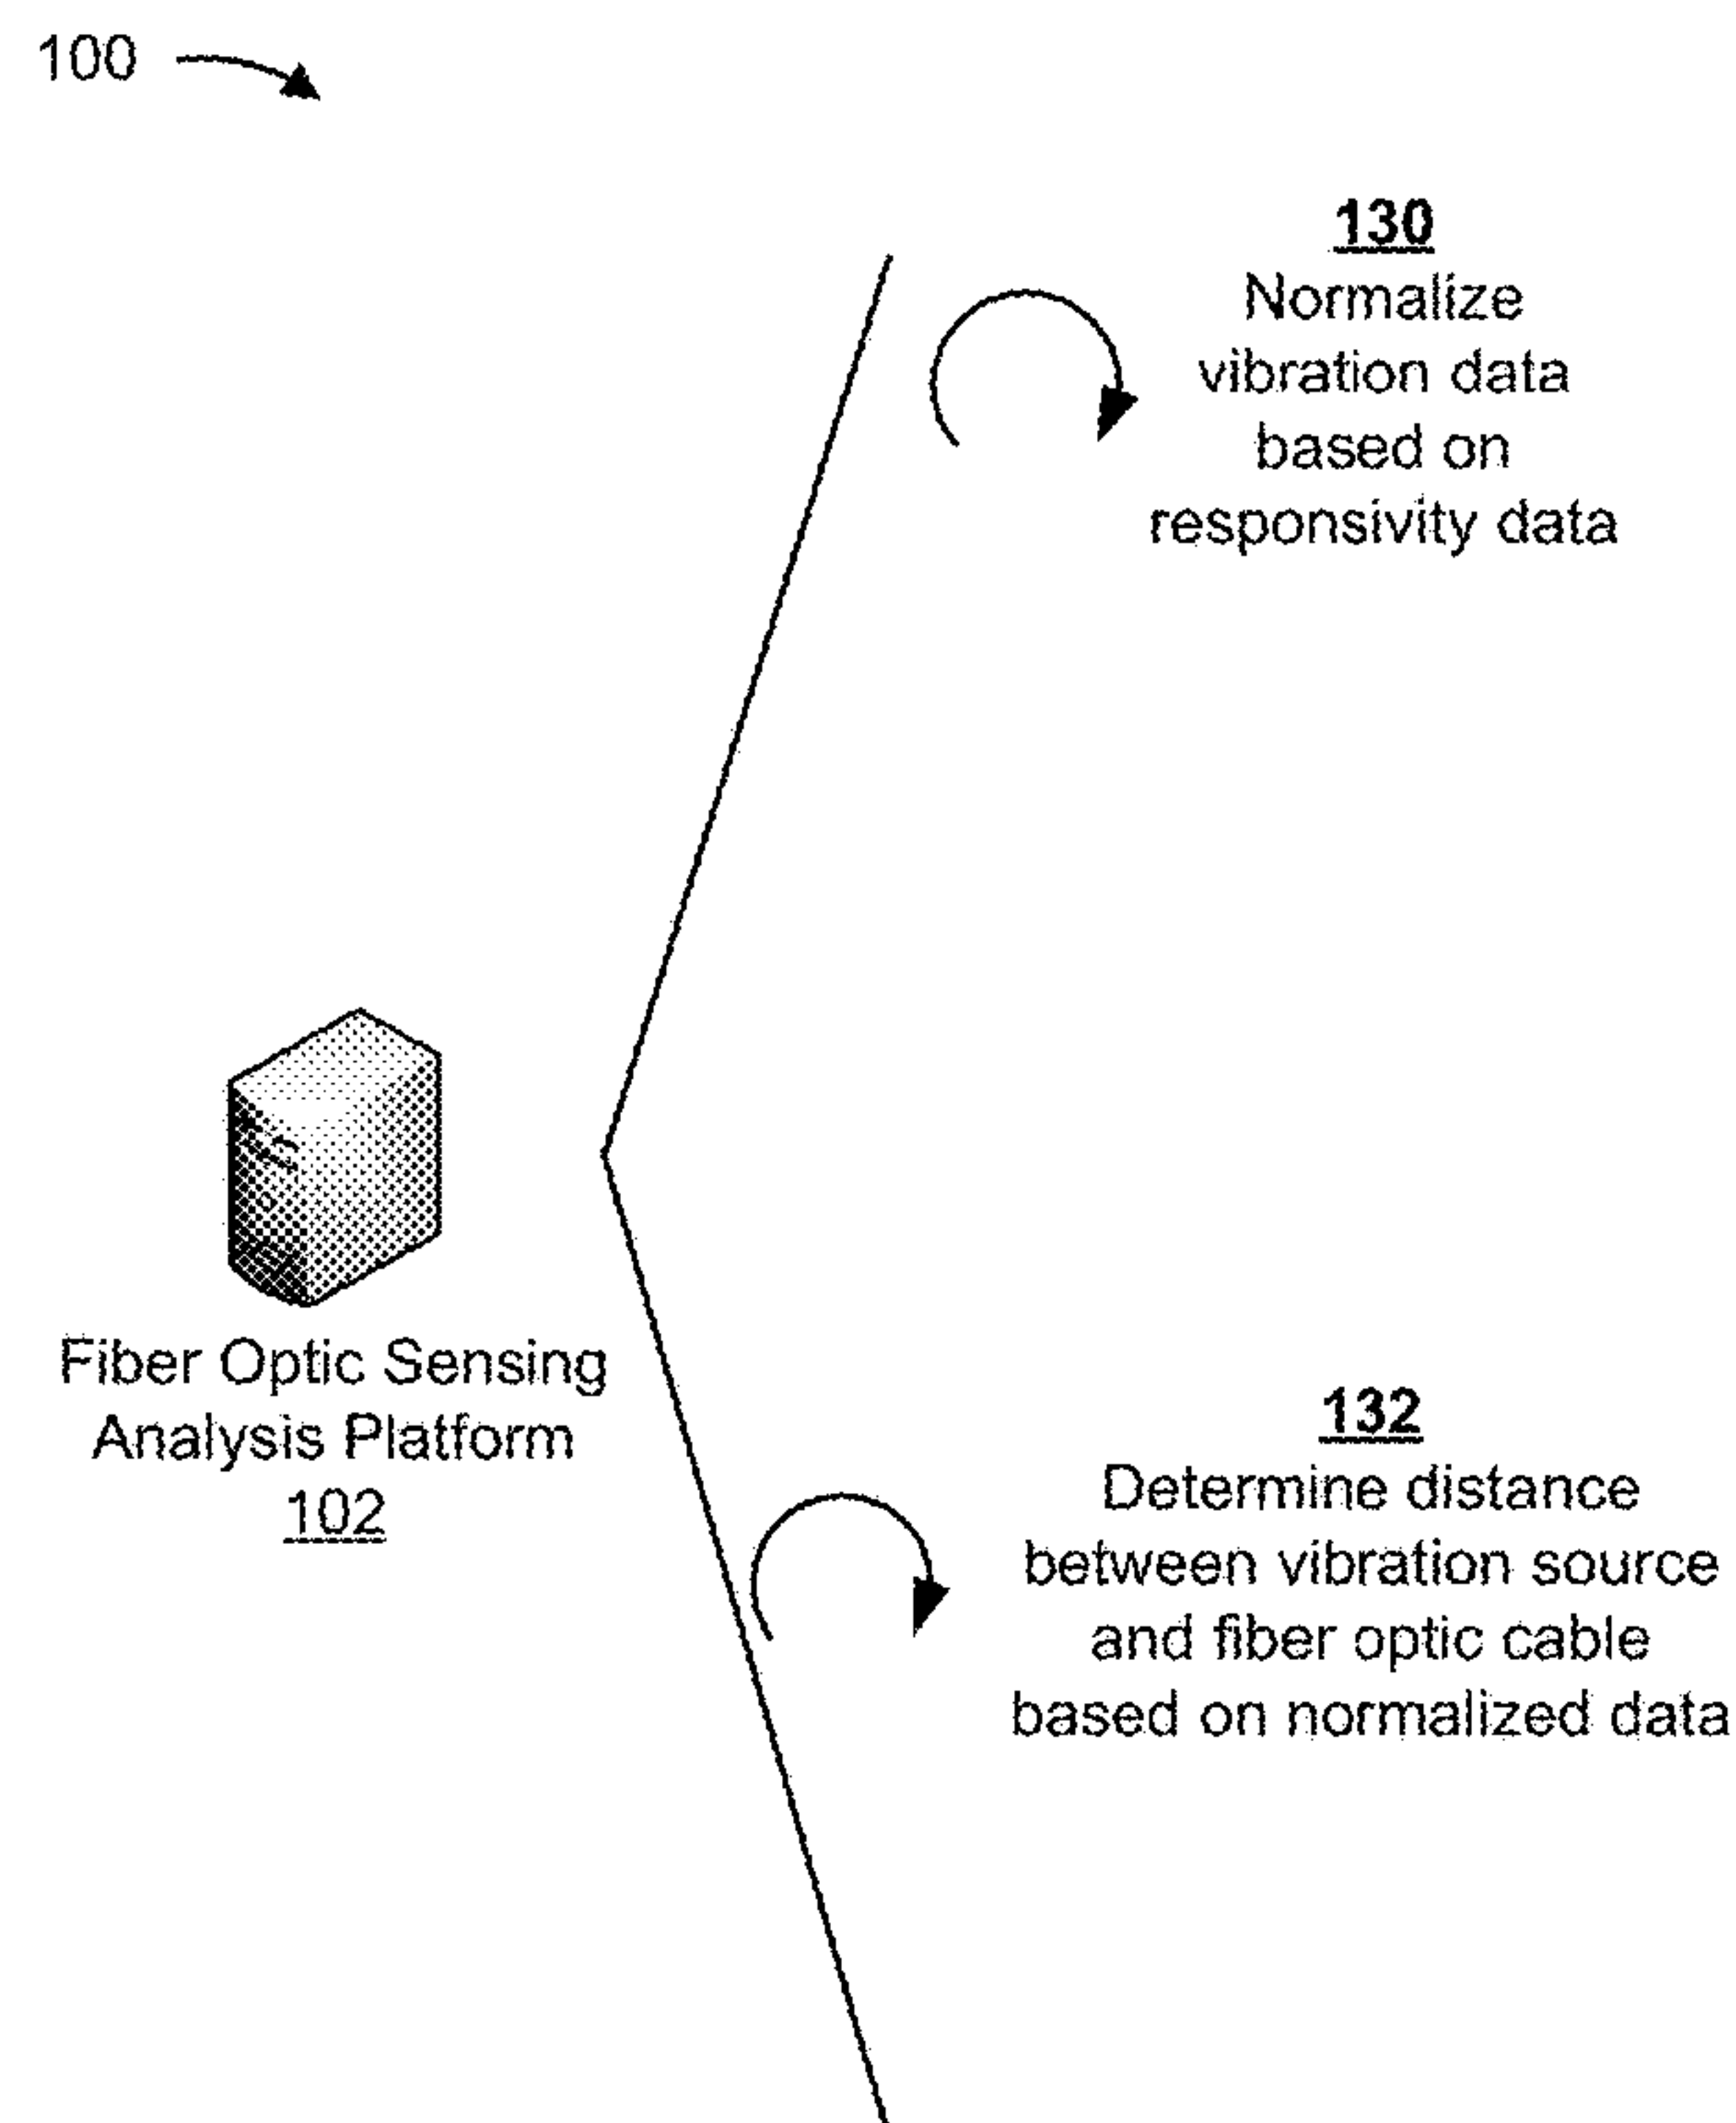 100
130
Normalize
vibration data
based on
responsivity data
Fiber Optic Sensing
Analysis Platform
102
132
Determine distance
between vibration source
and fiber optic cable
based on normalized data